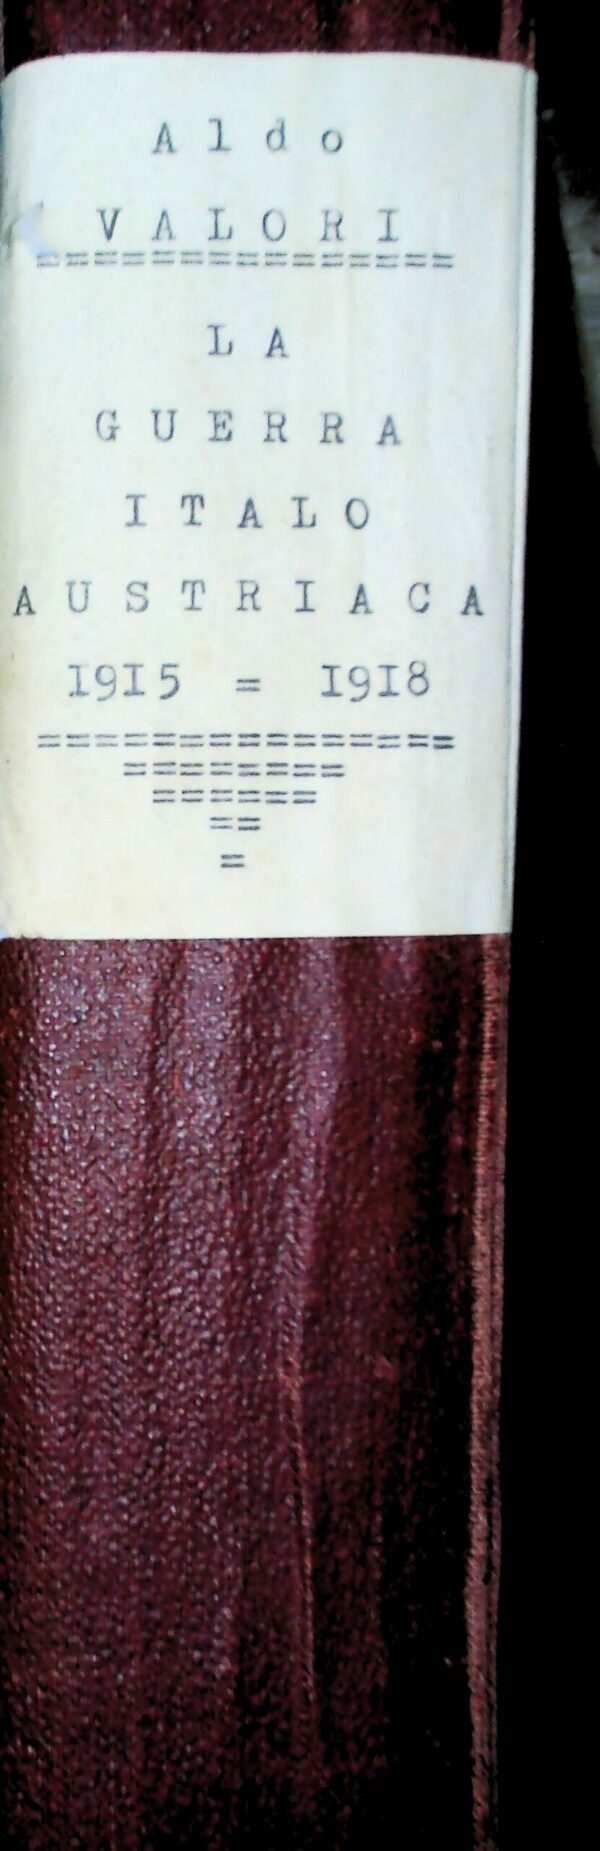 Aldo
VALORI
===============
LA
GUERRA
ITALO
AUSTRIACA
1915 = 1918
===============
========
======
==
=